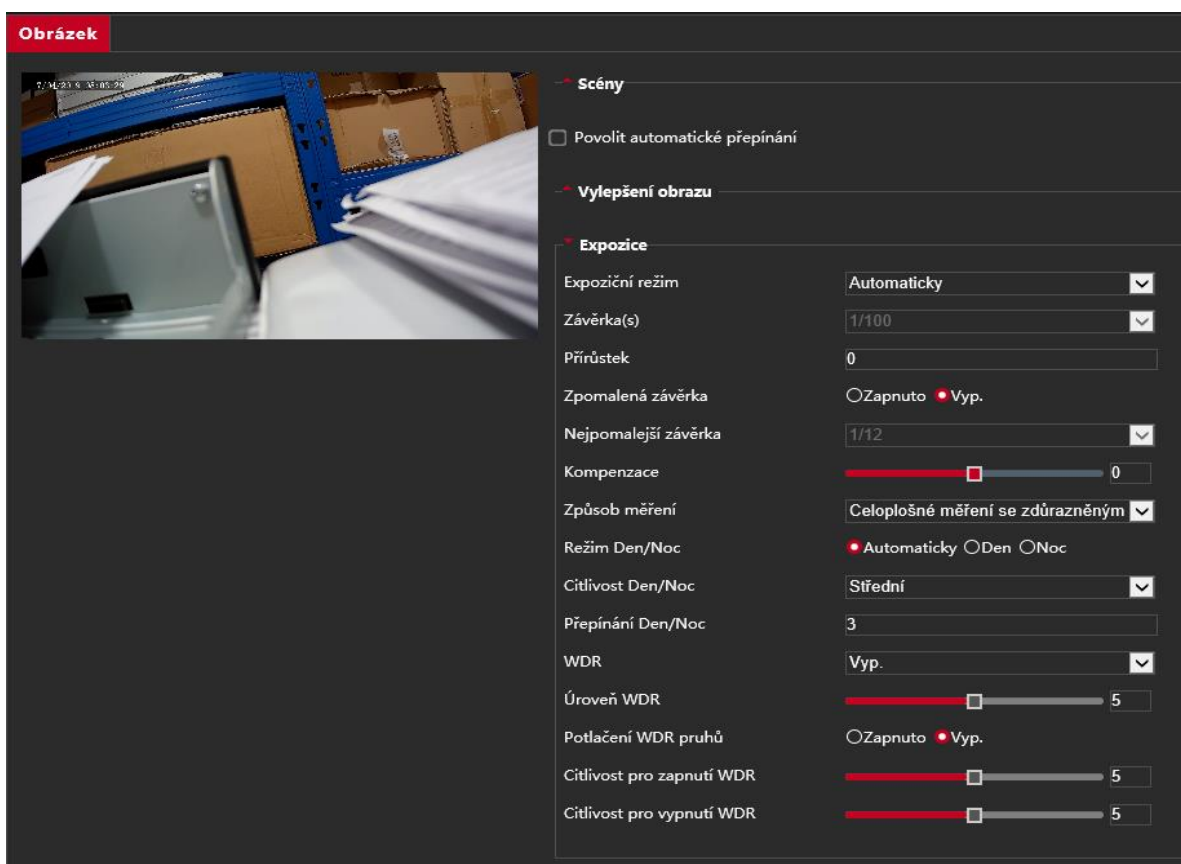 Obrázek
Scény
Povolit automatické přepínání
Vylepšení obrazu
Expozice
Expoziční režim Automaticky
Závěrka(s) 1/100
Přírůstek 0
Zpomalená závěrka Zapnuto Vyp.
Nejpomalejší závěrka 1/12
Kompenzace 0
Způsob měření Celoplošné měření se zdůrazněným
Režim Den/Noc Automaticky Den Noc
Citlivost Den/Noc Střední
Přepínání Den/Noc 3
WDR Vyp.
Úroveň WDR 5
Potlačení WDR pruhů Zapnuto Vyp.
Citlivost pro zapnutí WDR 5
Citlivost pro vypnutí WDR 5